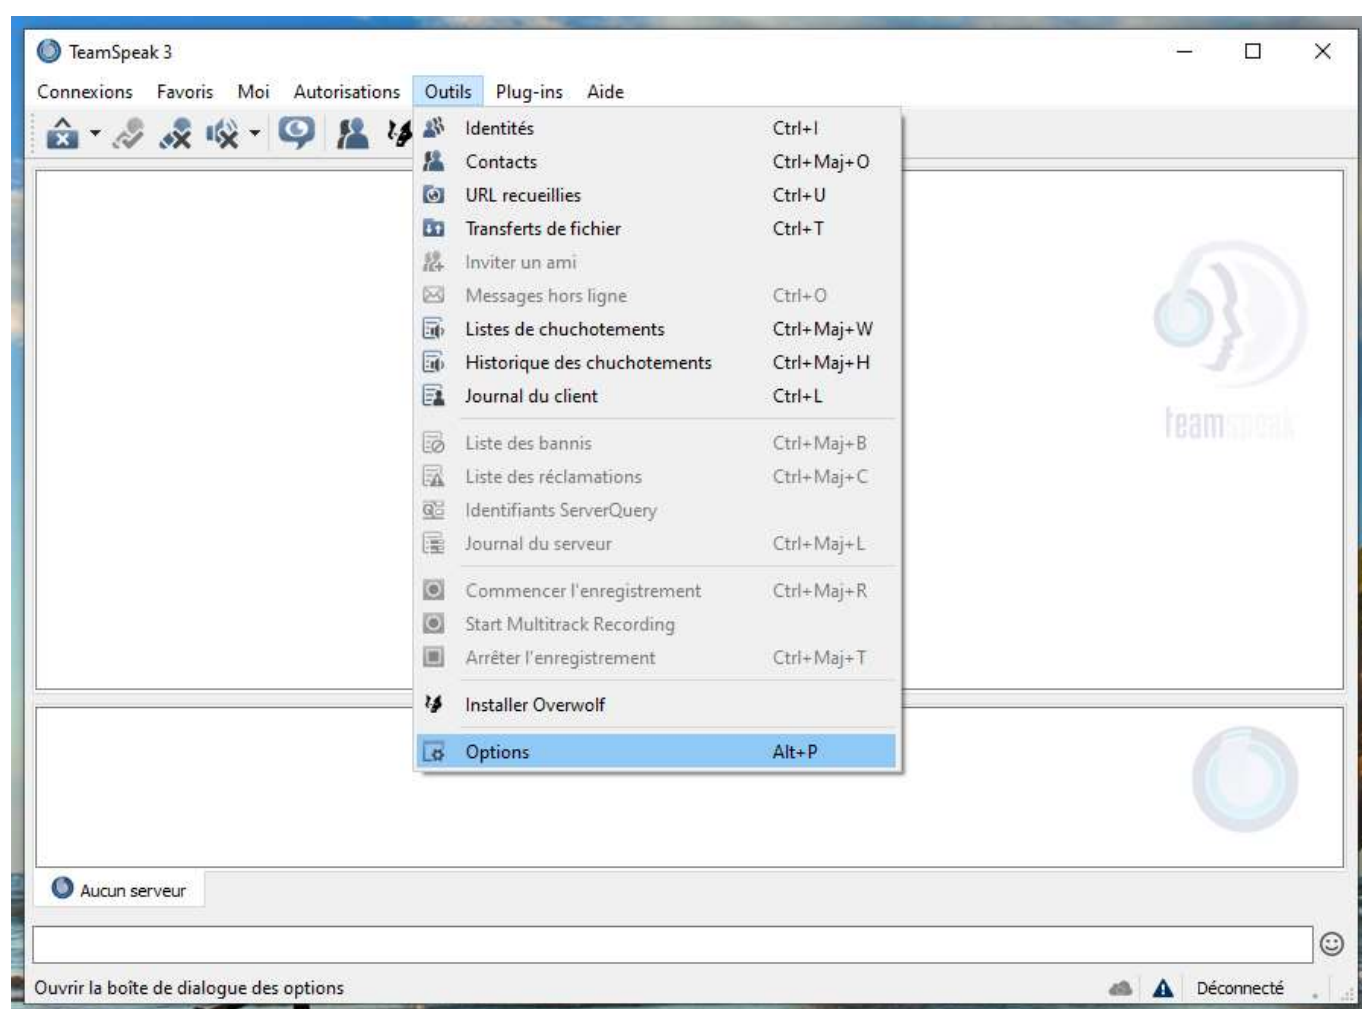 TeamSpeak 3
Connexions Favoris Moi Autorisations Outils Plug-ins Aide
Identités Ctrl+I
Contacts Ctrl+Maj+O
URL recueillies Ctrl+U
Transferts de fichier Ctrl+T
Inviter un ami
Messages hors ligne Ctrl+O
Listes de chuchotements Ctrl+Maj+W
Historique des chuchotements Ctrl+Maj+H
Journal du client Ctrl+L
teamspeak
Liste des bannis Ctrl+Maj+B
Liste des réclamations Ctrl+Maj+C
Identifiants ServerQuery
Journal du serveur Ctrl+Maj+L
Commencer l'enregistrement Ctrl+Maj+R
Start Multitrack Recording
Arrêter l'enregistrement Ctrl+Maj+T
Installer Overwolf
Options Alt+P
Aucun serveur
Ouvrir la boîte de dialogue des options Déconnecté